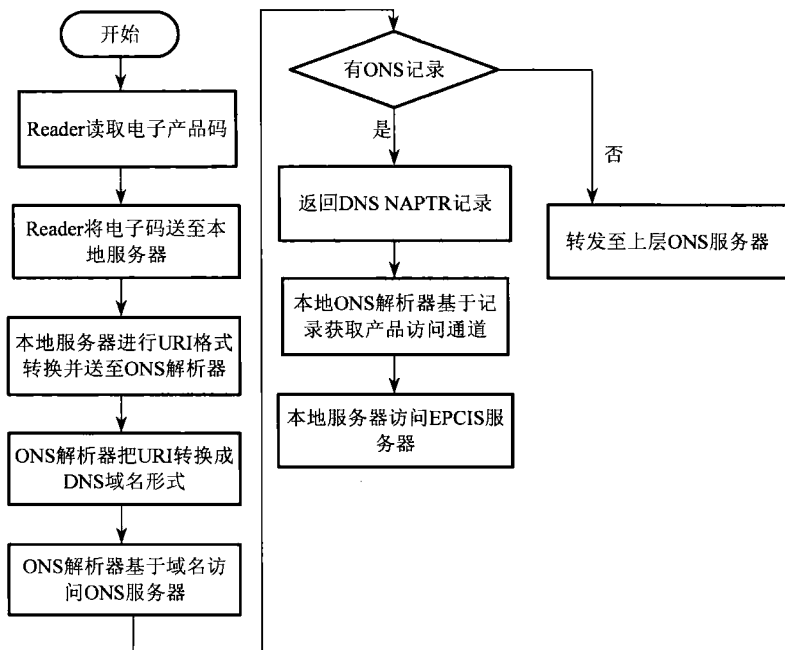 开始
Reader读取电子产品码
Reader将电子码送至本
地服务器
本地服务器进行URI格式
转换并送至ONS解析器
ONS解析器把URI转换成
DNS域名形式
ONS解析器基于域名访
问ONS服务器
有ONS记录
是
否
返回DNS NAPTR记录
转发至上层ONS服务器
本地ONS解析器基于记
录获取产品访问通道
本地服务器访问EPCIS服
务器